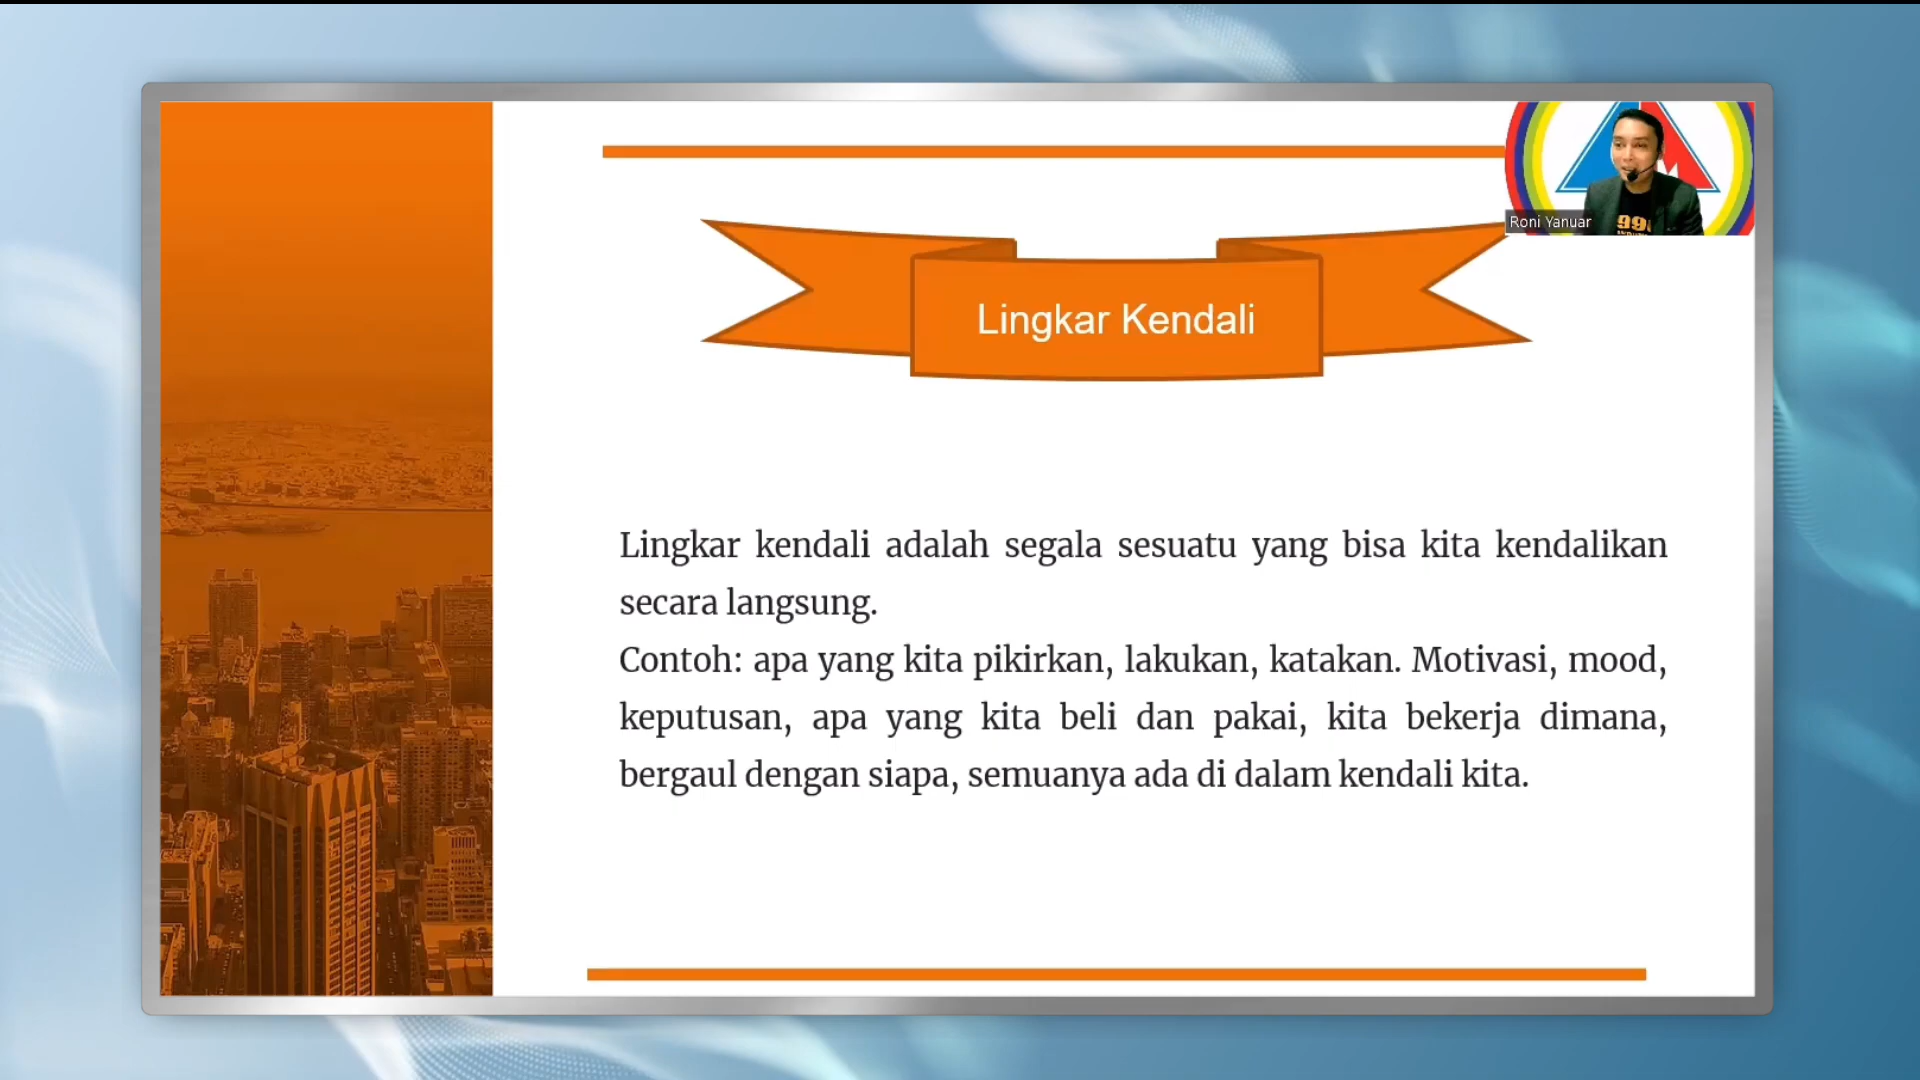 Roni Yanuar
Lingkar Kendali
Lingkar kendali adalah segala sesuatu yang bisa kita kendalikan
secara langsung.
Contoh: apa yang kita pikirkan, lakukan, katakan. Motivasi, mood,
keputusan, apa yang kita beli dan pakai, kita bekerja dimana,
bergaul dengan siapa, semuanya ada di dalam kendali kita.